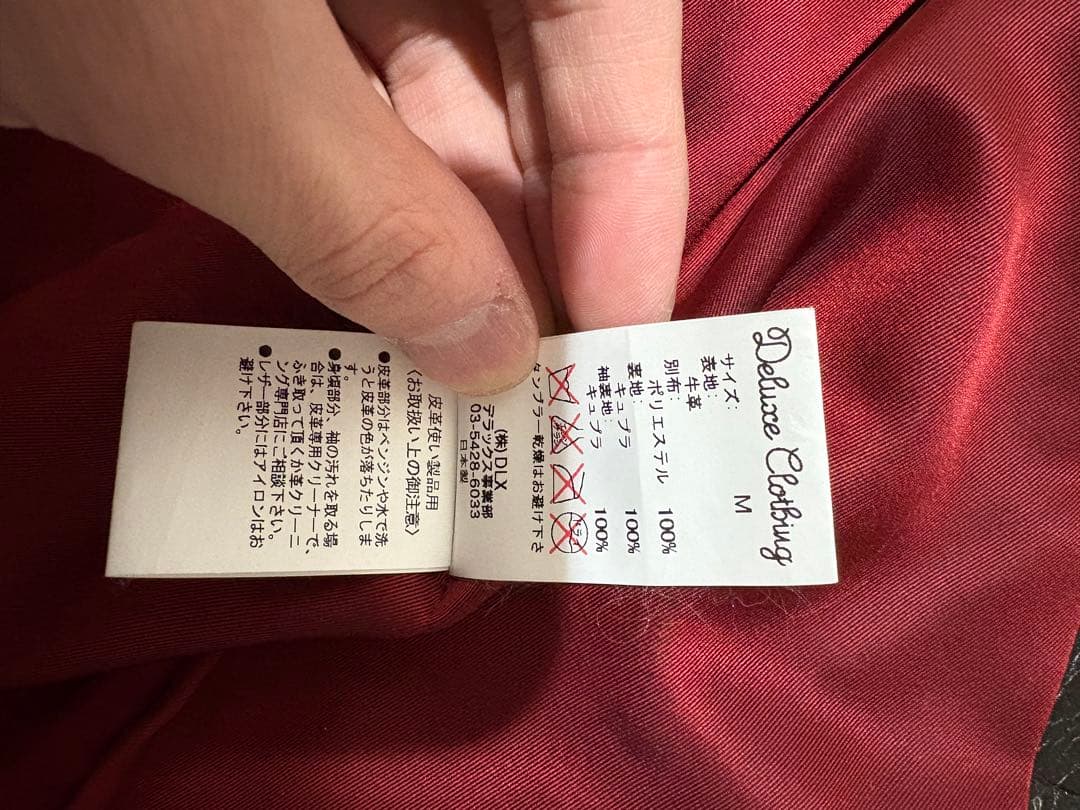 Deluxe Clothing
サイズ: M
表地: 牛革
別布: ポリエステル 100%
裏地: キュプラ 100%
袖裏地: キュプラ 100%
タンブラー乾燥はお避け下さ
(株)DLX
デラックス事業部
03-5428-6033
日本製
皮革使い製品用
〈お取扱い上の御注意〉
●皮革部分はベンジンや水で洗
うと皮革の色が落ちたりしま
す。
●身頃部分、袖の汚れを取る場
合は、皮革専用クリーナーで、
ふき取って頂くか革クリーニ
ング専門店にご相談下さい。
●レザー部分にはアイロンはお
避け下さい。